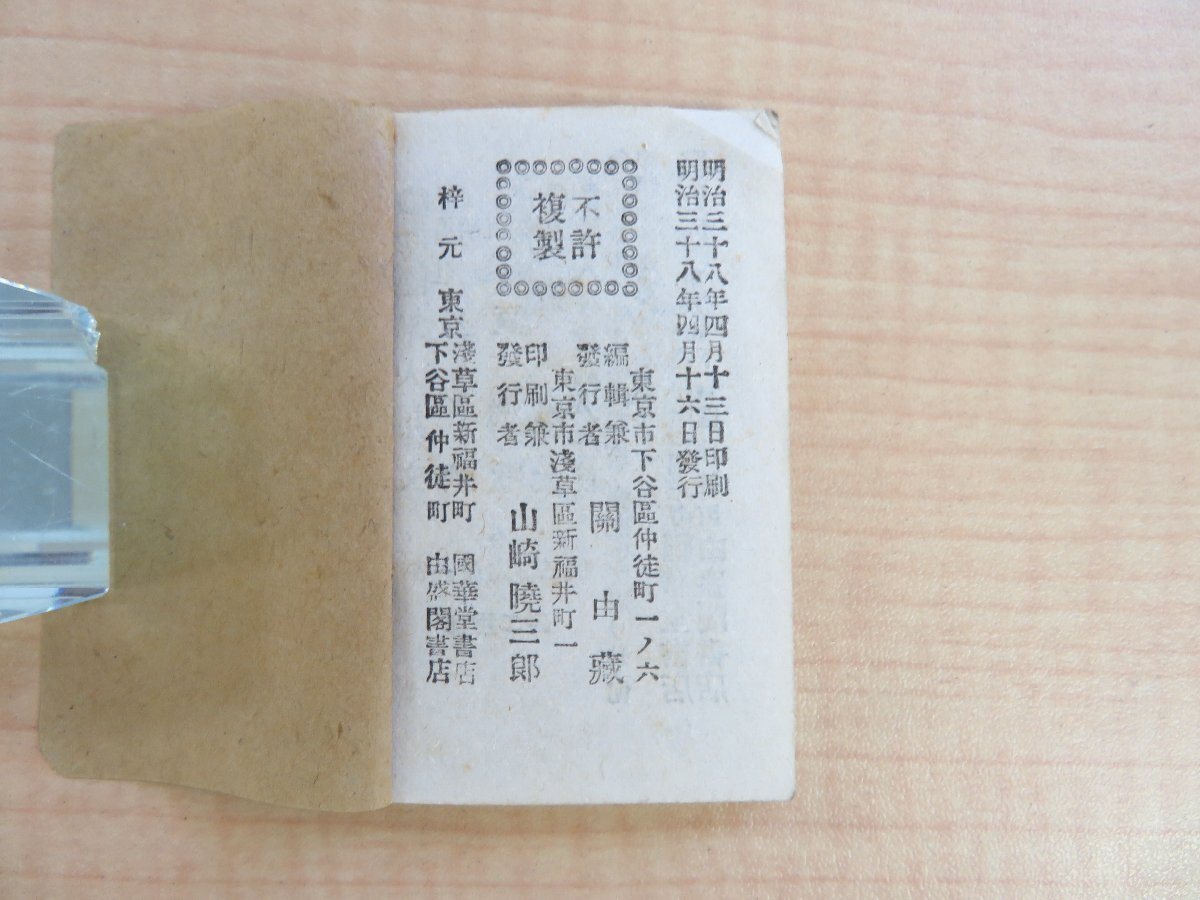 明治三十八年四月十三日印刷
明治三十八年四月十六日發行
不許
複製
東京市下谷區仲徒町一ノ六
編輯兼
發行者
關由藏
東京市淺草區新福井町一
印刷兼
發行者
山崎曉三郎
梓元
東京
淺草區新福井町 國華堂書店
下谷區仲徒町 由盛閣書店